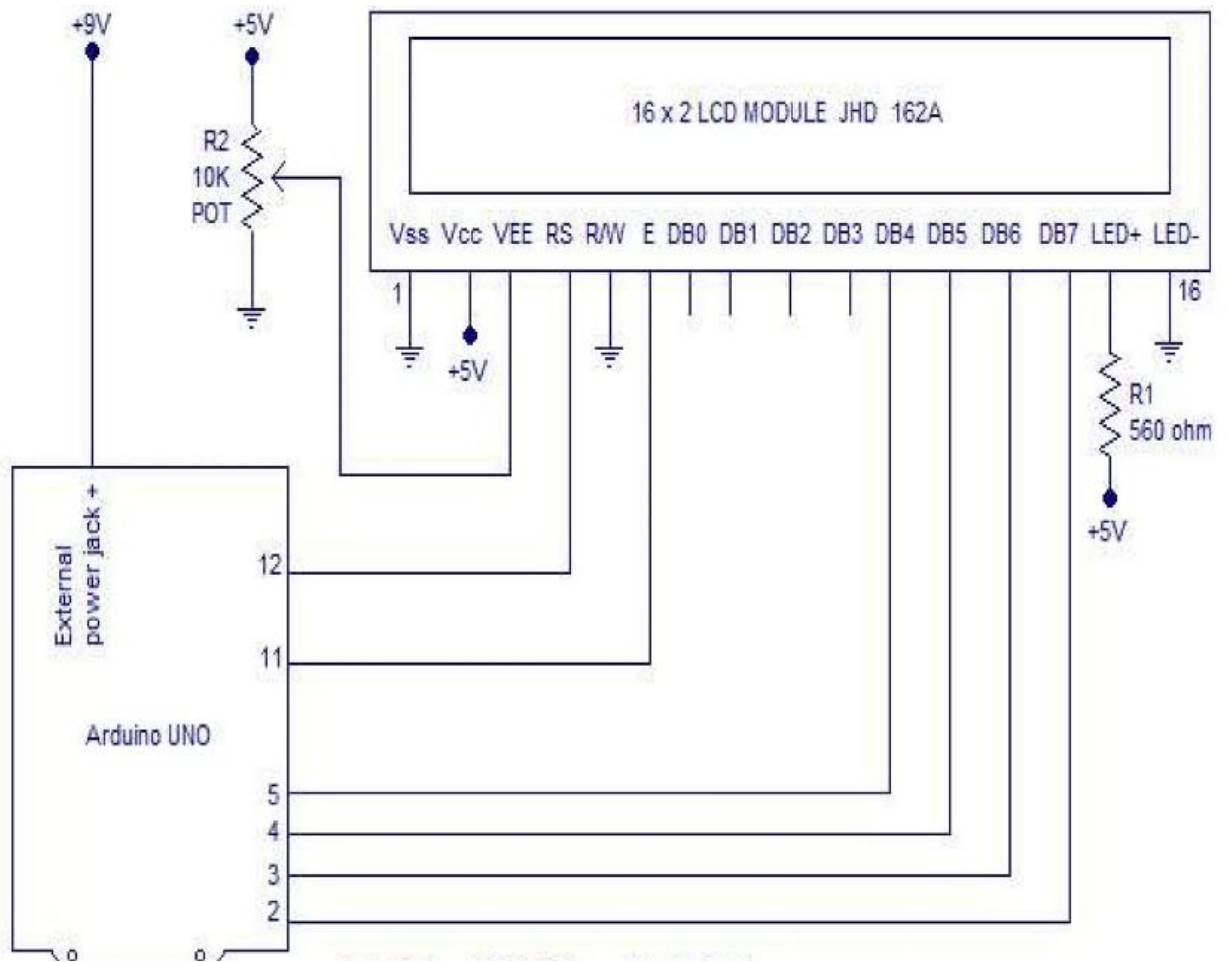 +9V
+5V
R2
10K
POT
16 x 2 LCD MODULE JHD 162A
Vss Vcc VEE RS R/W E DB0 DB1 DB2 DB3 DB4 DB5 DB6 DB7 LED+ LED-
1
16
+5V
R1
560 ohm
+5V
External
power jack +
12
11
Arduino UNO
5
4
3
2